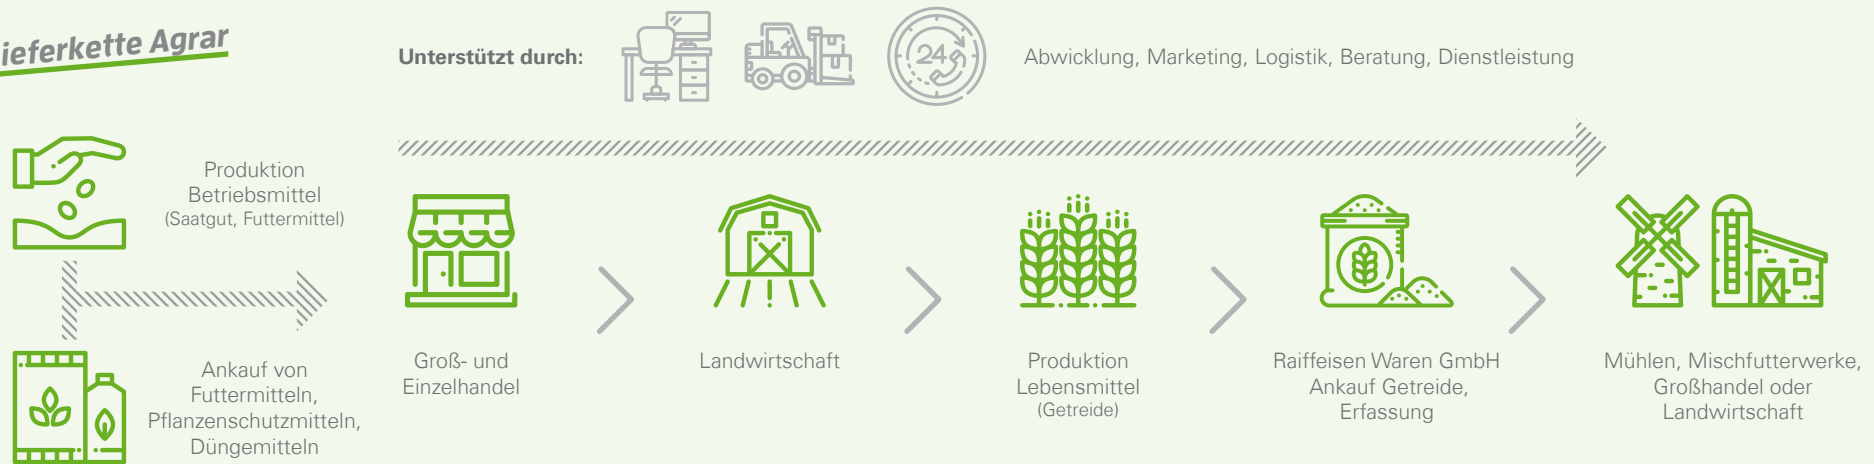 ieferkette Agrar
Unterstützt durch:
24
Abwicklung, Marketing, Logistik, Beratung, Dienstleistung
Produktion
Betriebsmittel
(Saatgut, Futtermittel)
Ankauf von
Futtermitteln,
Pflanzenschutzmitteln,
Düngemitteln
Groß- und
Einzelhandel
Landwirtschaft
Produktion
Lebensmittel
(Getreide)
Raiffeisen Waren GmbH
Ankauf Getreide,
Erfassung
Mühlen, Mischfutterwerke,
Großhandel oder
Landwirtschaft